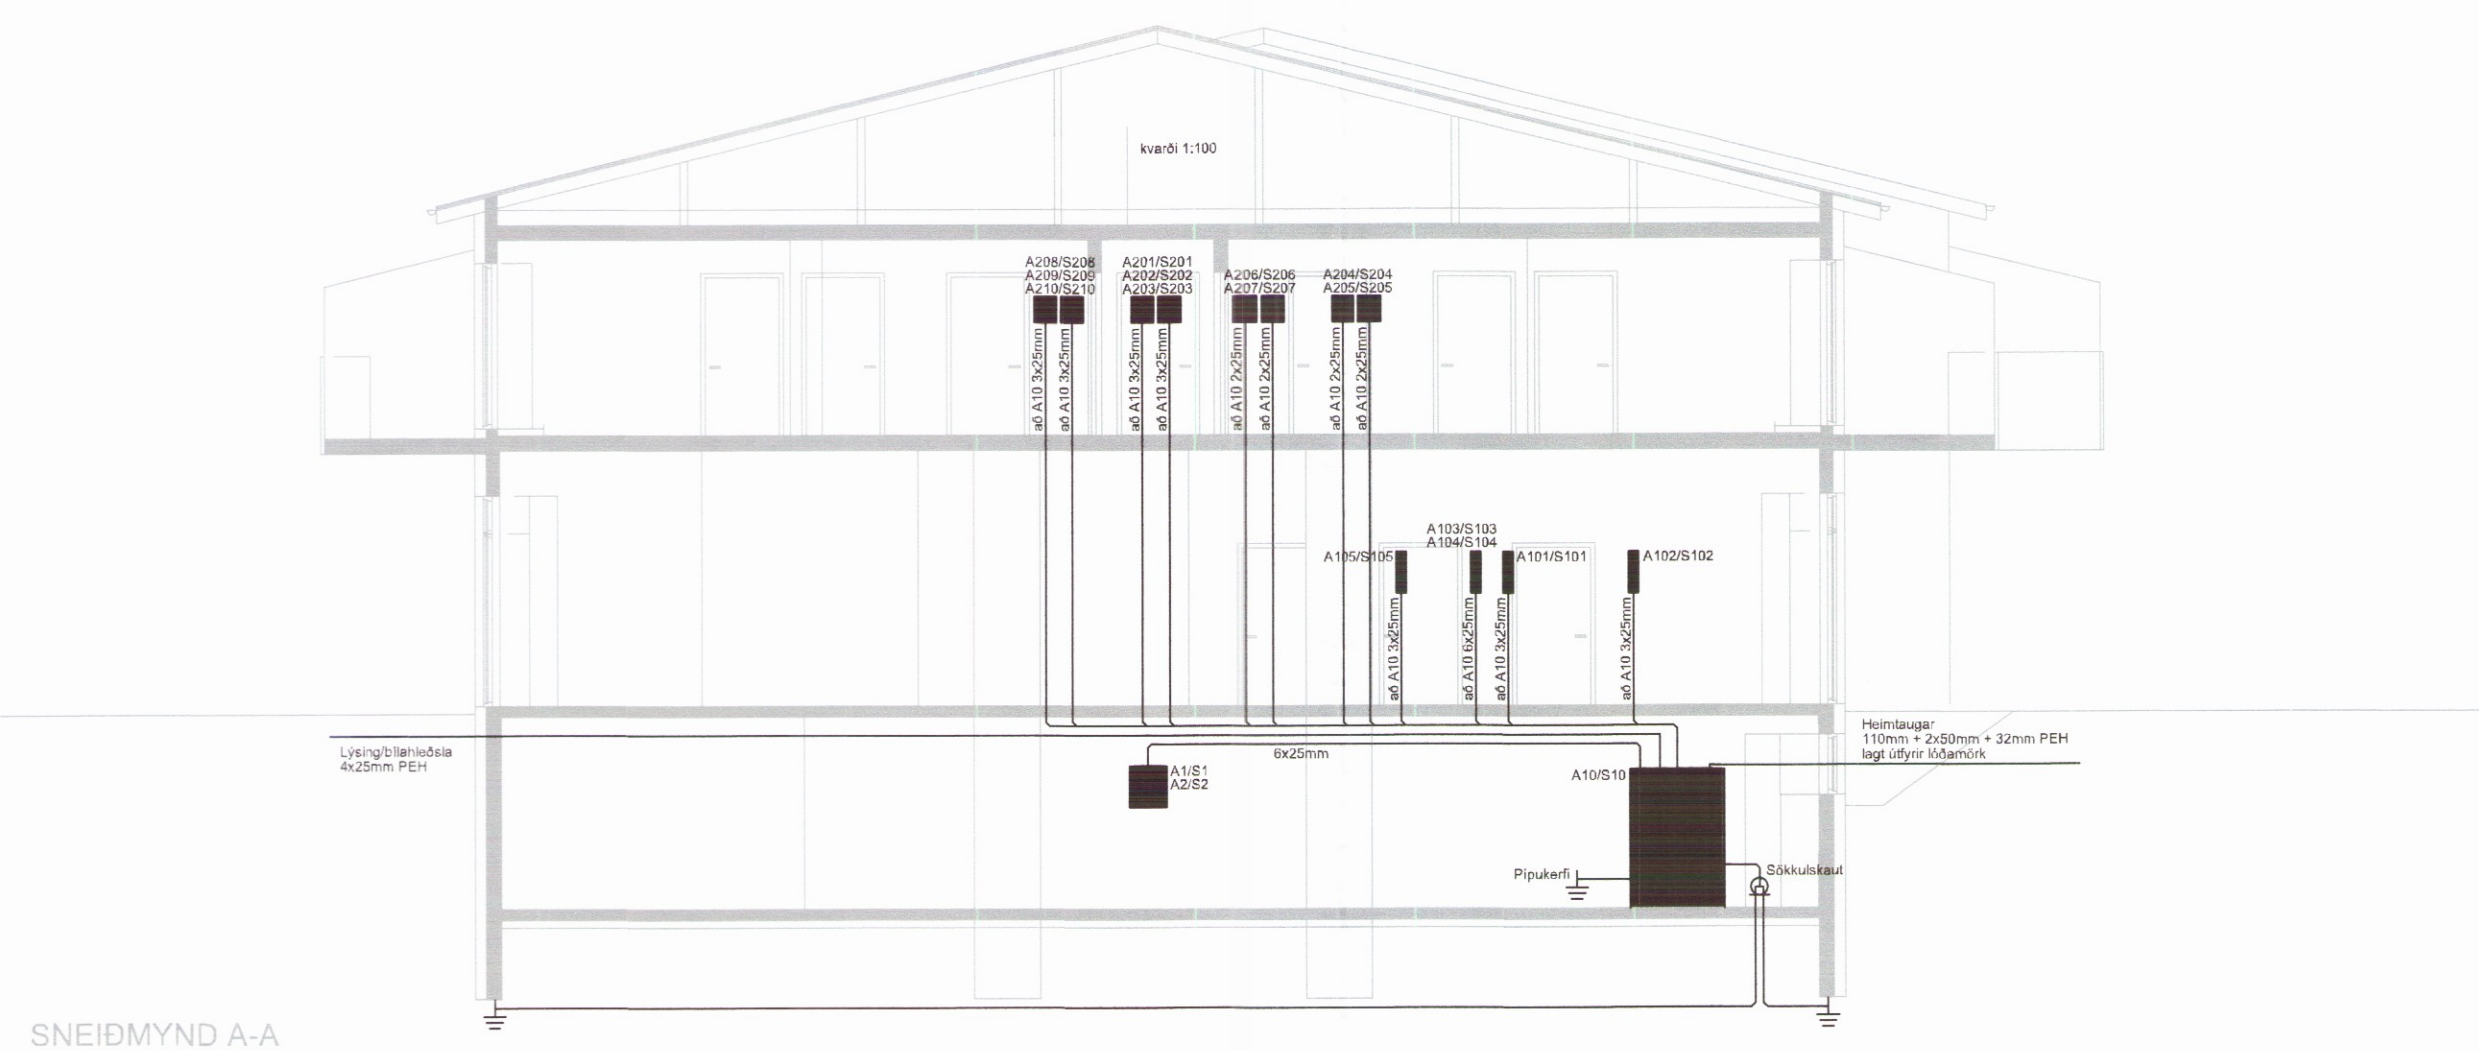 kvarði 1:100
A208/S208
A209/S209
A210/S210
A201/S201
A202/S202
A203/S203
A206/S206
A207/S207
A204/S204
A205/S205
að A10 3x25mm
að A10 3x25mm
að A10 3x25mm
að A10 3x25mm
að A10 2x25mm
að A10 2x25mm
að A10 2x25mm
að A10 2x25mm
A105/S105
A103/S103
A104/S104
A101/S101
A102/S102
að A10 3x25mm
að A10 6x25mm
að A10 3x25mm
að A10 3x25mm
Lýsing/bílahleðsla
4x25mm PEH
6x25mm
A1/S1
A2/S2
A10/S10
Heimtaugar
110mm + 2x50mm + 32mm PEH
lagt útfyrir lóðamörk
Pípukerfi
Sökkulskaut
SNEIÐMYND A-A